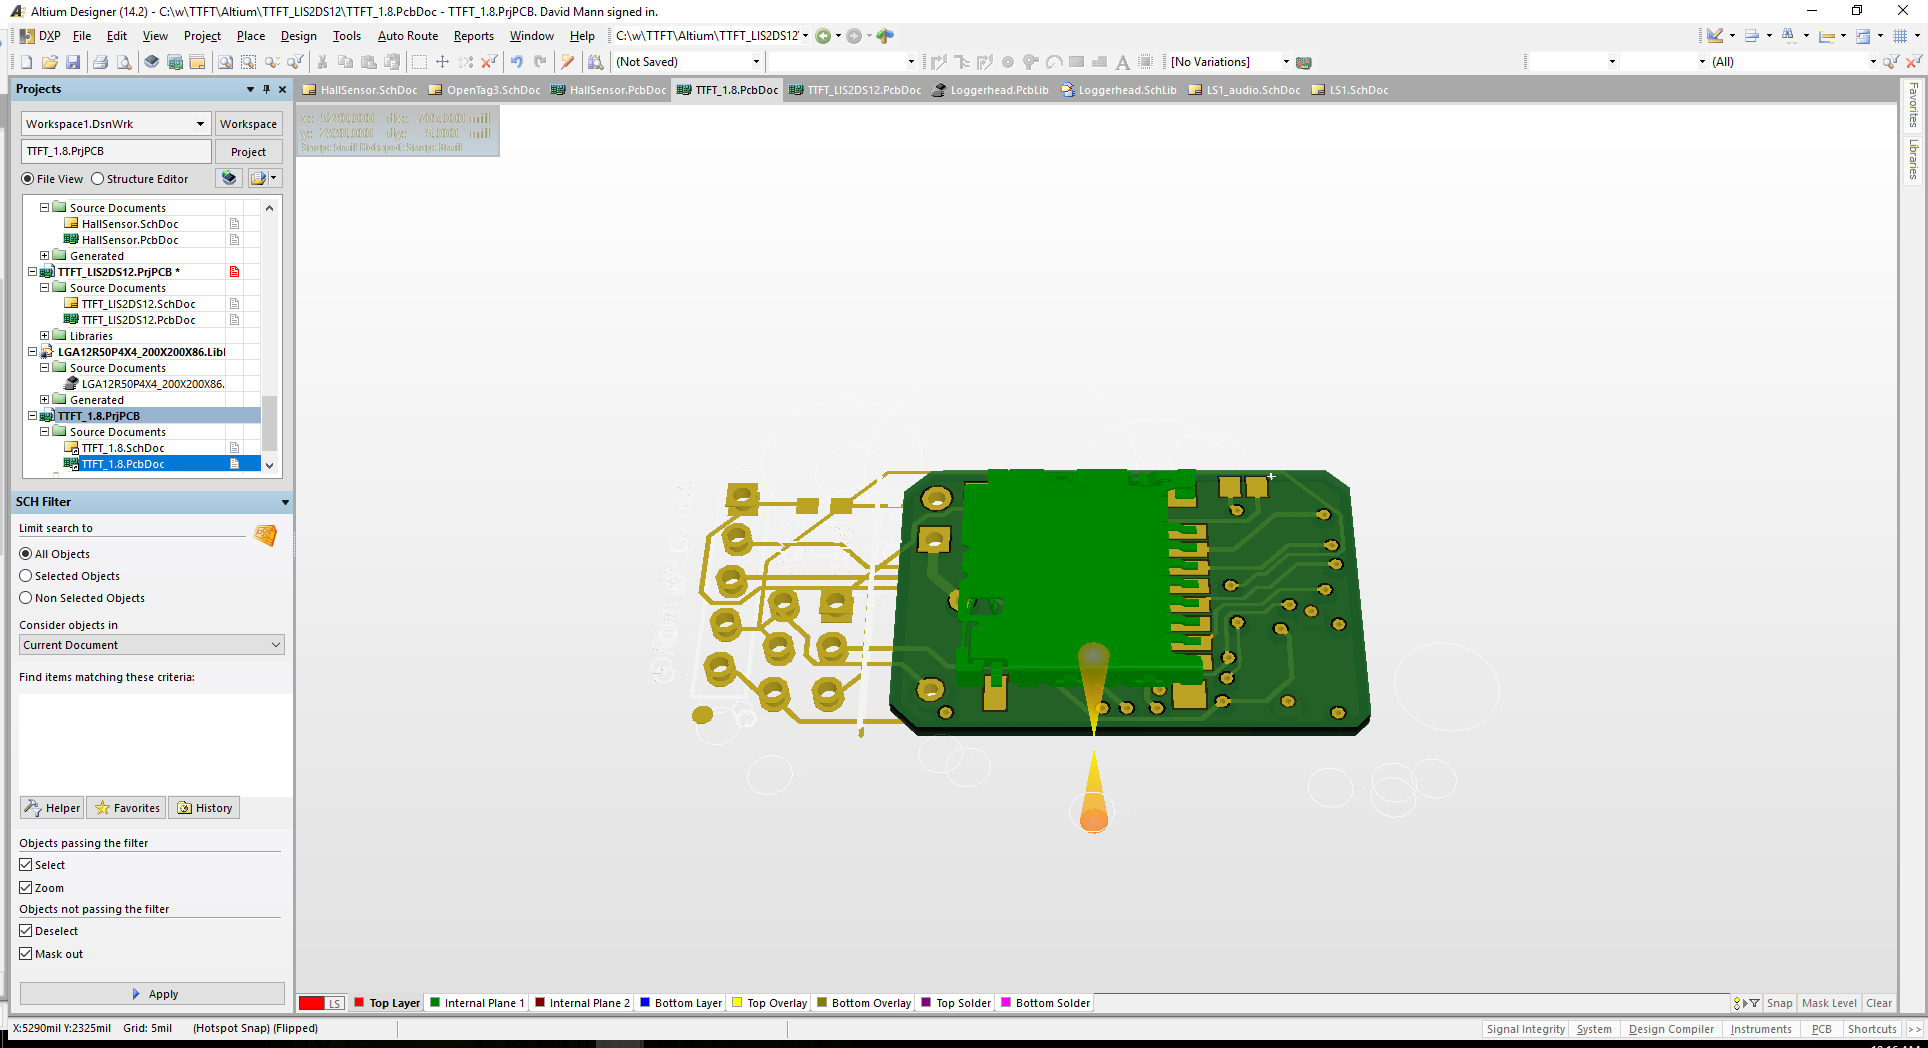 Altium Designer (14.2) - C:\w\TTFT\Altium\TTFT_LIS2DS12\TTFT_1.8.PcbDoc - TTFT_1.8.PrjPCB. David Mann signed in.
DXP File Edit View Project Place Design Tools Auto Route Reports Window Help C:\w\TTFT\Altium\TTFT_LIS2DS12\
(Not Saved) [No Variations] (All)
Projects
HallSensor.SchDoc OpenTag3.SchDoc HallSensor.PcbDoc TTFT_1.8.PcbDoc TTFT_LIS2DS12.PcbDoc Loggerhead.PcbLib Loggerhead.SchLib LS1_audio.SchDoc LS1.SchDoc
Favorites
Libraries
Workspace1.DsnWrk Workspace
TTFT_1.8.PrjPCB Project
File View Structure Editor
Source Documents
HallSensor.SchDoc
HallSensor.PcbDoc
Generated
TTFT_LIS2DS12.PrjPCB *
Source Documents
TTFT_LIS2DS12.SchDoc
TTFT_LIS2DS12.PcbDoc
Libraries
LGA12R50P4X4_200X200X86.Lib
Source Documents
LGA12R50P4X4_200X200X86.
Generated
TTFT_1.8.PrjPCB
Source Documents
TTFT_1.8.SchDoc
TTFT_1.8.PcbDoc
SCH Filter
Limit search to
All Objects
Selected Objects
Non Selected Objects
Consider objects in
Current Document
Find items matching these criteria:
Helper Favorites History
Objects passing the filter
Select
Zoom
Objects not passing the filter
Deselect
Mask out
Apply
LS Top Layer Internal Plane 1 Internal Plane 2 Bottom Layer Top Overlay Bottom Overlay Top Solder Bottom Solder Snap Mask Level Clear
X:5290mil Y:2325mil Grid: 5mil (Hotspot Snap) (Flipped) Signal Integrity System Design Compiler Instruments PCB Shortcuts >>